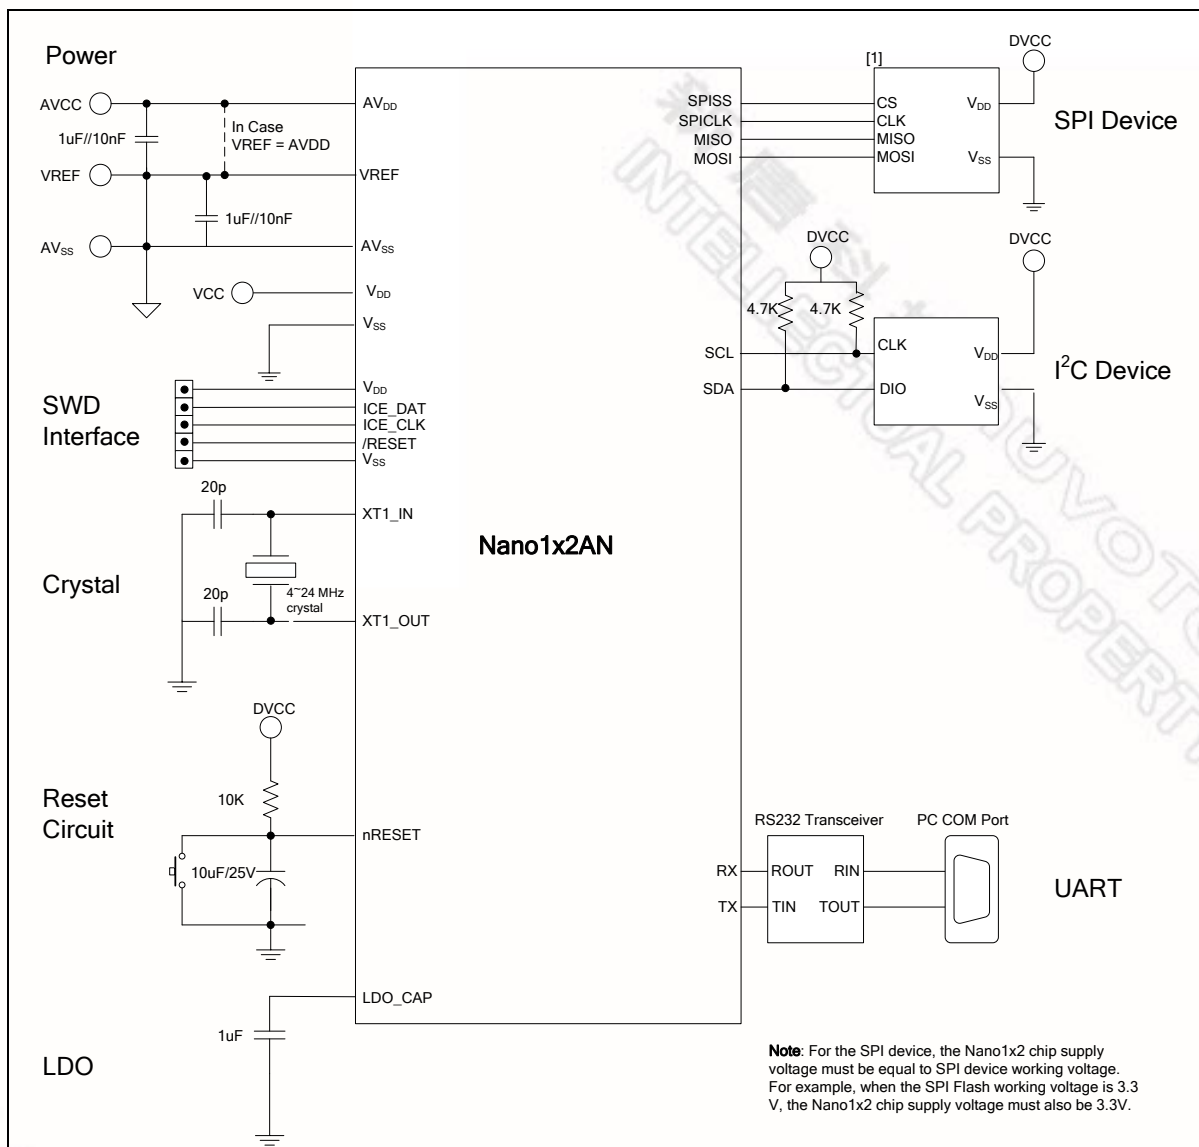 Power
AVCC
1uF//10nF
In Case
VREF = AVDD
VREF
1uF//10nF
AVSS
VCC
AVDD
VREF
AVSS
VDD
VSS
SWD
Interface
VDD
ICE_DAT
ICE_CLK
/RESET
VSS
20p
XT1_IN
Crystal
20p
4~24 MHz
crystal
XT1_OUT
DVCC
Reset
Circuit
10K
nRESET
10uF/25V
LDO_CAP
1uF
LDO
Nano1x2AN
[1]
DVCC
SPISS
SPICLK
MISO
MOSI
CS
CLK
MISO
MOSI
VDD
VSS
SPI Device
DVCC
DVCC
4.7K
4.7K
SCL
SDA
CLK
DIO
VDD
VSS
I²C Device
RS232 Transceiver
PC COM Port
RX
TX
ROUT
RIN
TIN
TOUT
UART
Note: For the SPI device, the Nano1x2 chip supply
voltage must be equal to SPI device working voltage.
For example, when the SPI Flash working voltage is 3.3
V, the Nano1x2 chip supply voltage must also be 3.3V.
新唐科
NUVOTO
INTELLECTUAL PROPERTY